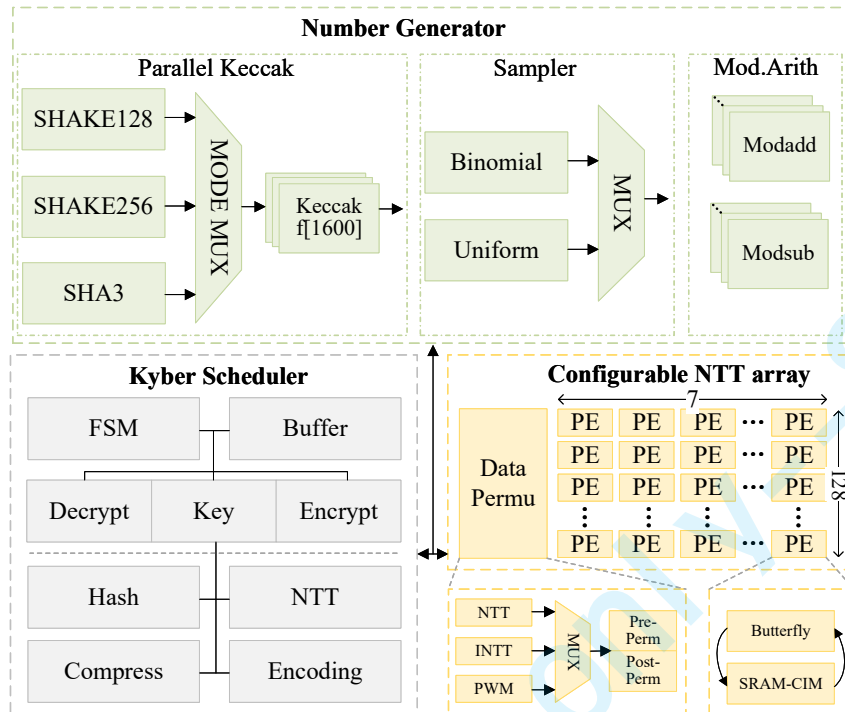 Number Generator
Parallel Keccak
SHAKE128
SHAKE256
SHA3
MODE MUX
Keccak
f[1600]
Sampler
Binomial
Uniform
MUX
Mod.Arith
Modadd
Modsub
Kyber Scheduler
FSM
Buffer
Decrypt
Key
Encrypt
Hash
NTT
Compress
Encoding
Configurable NTT array
7
Data
Permu
PE PE PE ··· PE
PE PE PE ··· PE
PE PE PE ··· PE
PE PE PE ··· PE
128
NTT
INTT
PWM
MUX
Pre-
Perm
Post-
Perm
Butterfly
SRAM-CIM